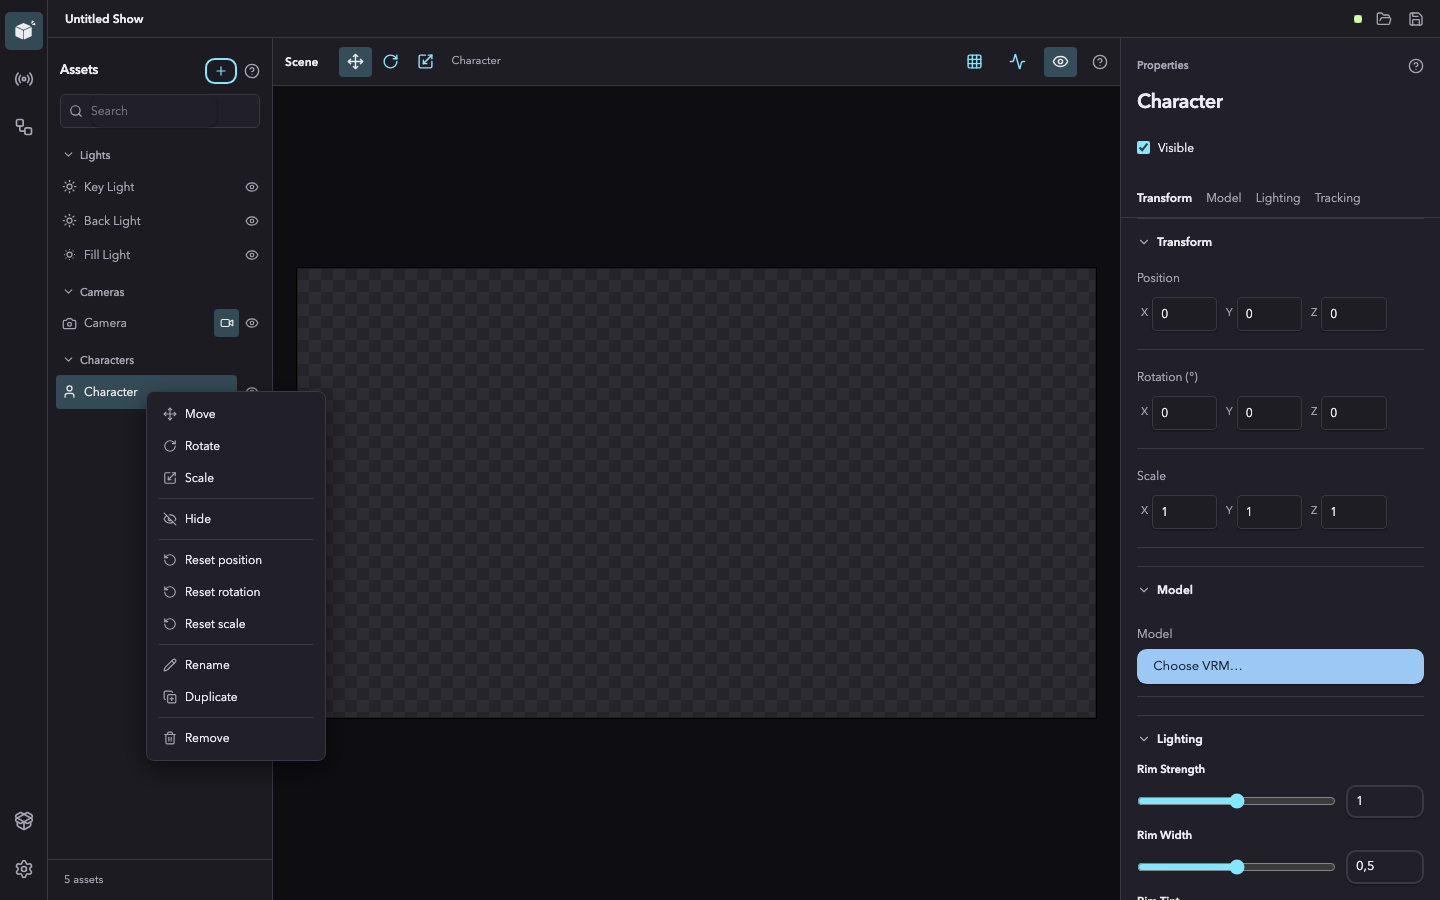 Untitled Show
Assets
Search
Lights
Key Light
Back Light
Fill Light
Cameras
Camera
Characters
Character
Move
Rotate
Scale
Hide
Reset position
Reset rotation
Reset scale
Rename
Duplicate
Remove
5 assets
Scene
Character
Properties
Character
Visible
Transform Model Lighting Tracking
Transform
Position
X 0 Y 0 Z 0
Rotation (°)
X 0 Y 0 Z 0
Scale
X 1 Y 1 Z 1
Model
Model
Choose VRM...
Lighting
Rim Strength
1
Rim Width
0,5
Rim Tint